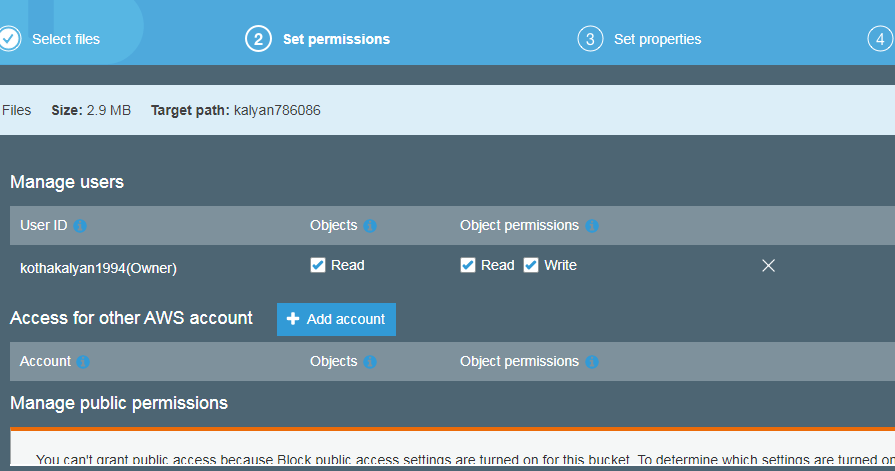 Select files 2 Set permissions 3 Set properties 4
Files Size: 2.9 MB Target path: kalyan786086
Manage users
User ID Objects Object permissions
kothakalyan1994(Owner) Read Read Write
Access for other AWS account + Add account
Account Objects Object permissions
Manage public permissions
You can't grant public access because Block public access settings are turned on for this bucket. To determine which settings are turned on